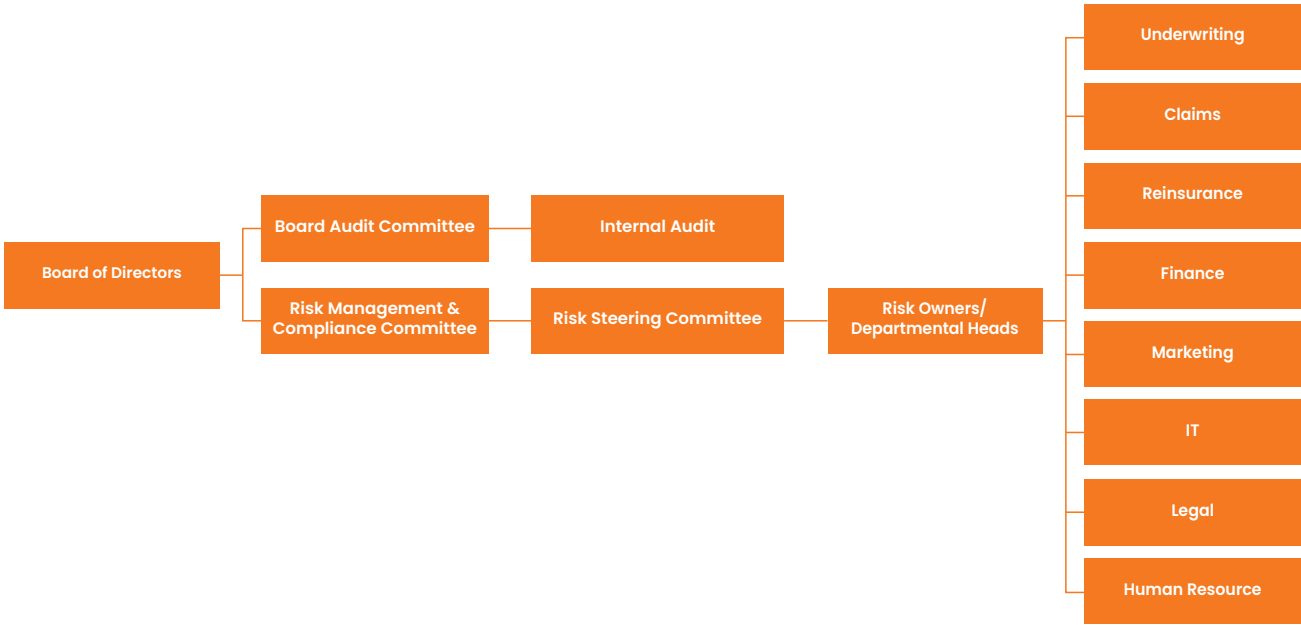 Board of Directors
Board Audit Committee
Risk Management &
Compliance Committee
Internal Audit
Risk Steering Committee
Risk Owners/
Departmental Heads
Underwriting
Claims
Reinsurance
Finance
Marketing
IT
Legal
Human Resource